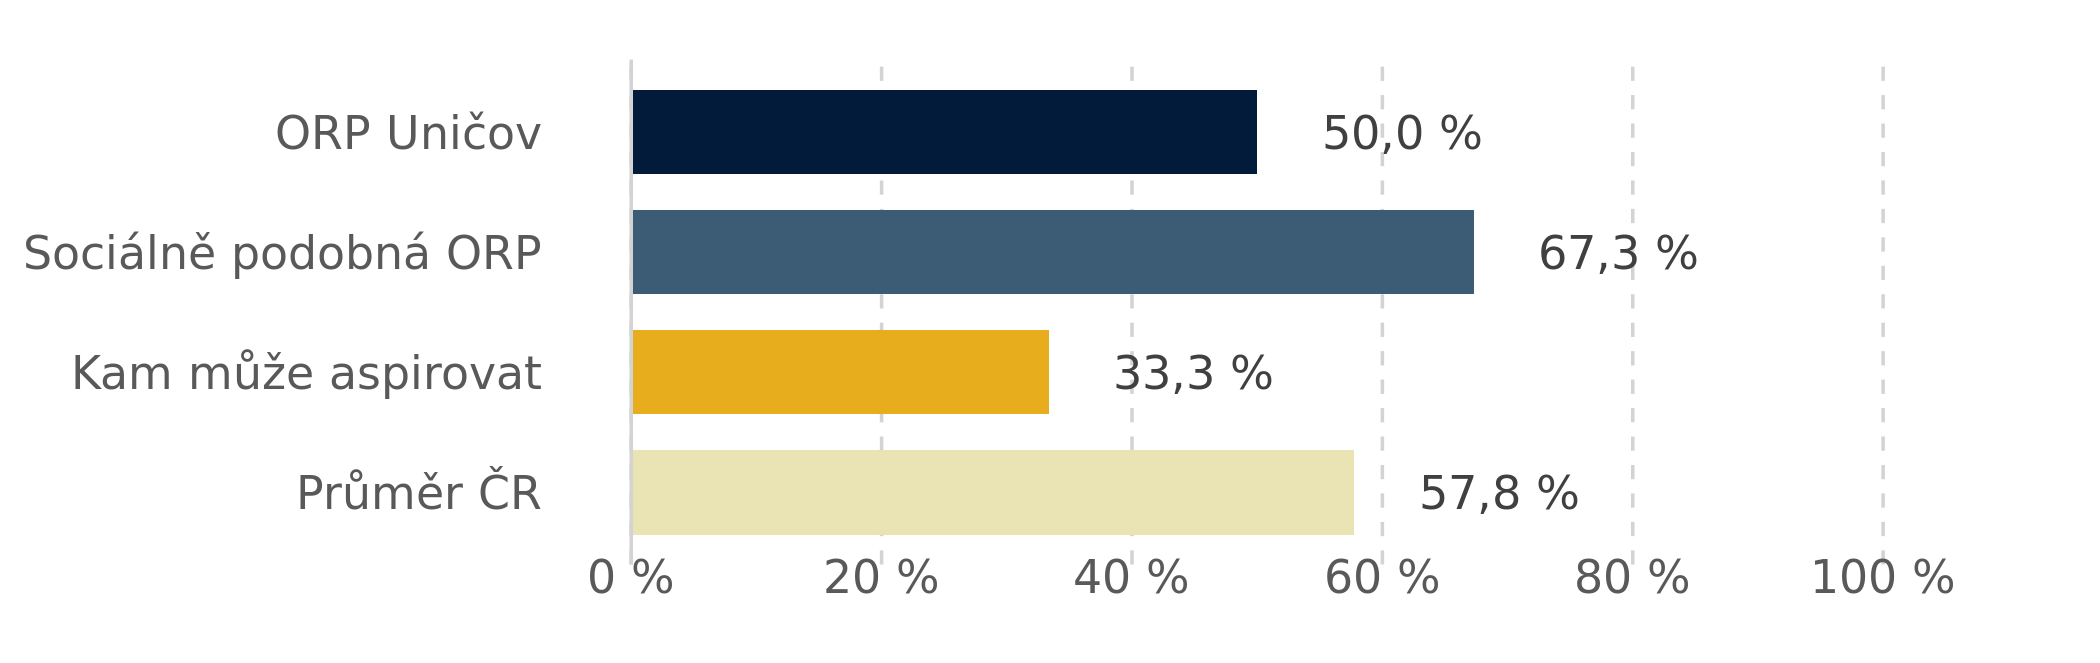 ORP Uničov
50,0 %
Sociálně podobná ORP
67,3 %
Kam může aspirovat
33,3 %
Průměr ČR
57,8 %
0 % 20 % 40 % 60 % 80 % 100 %